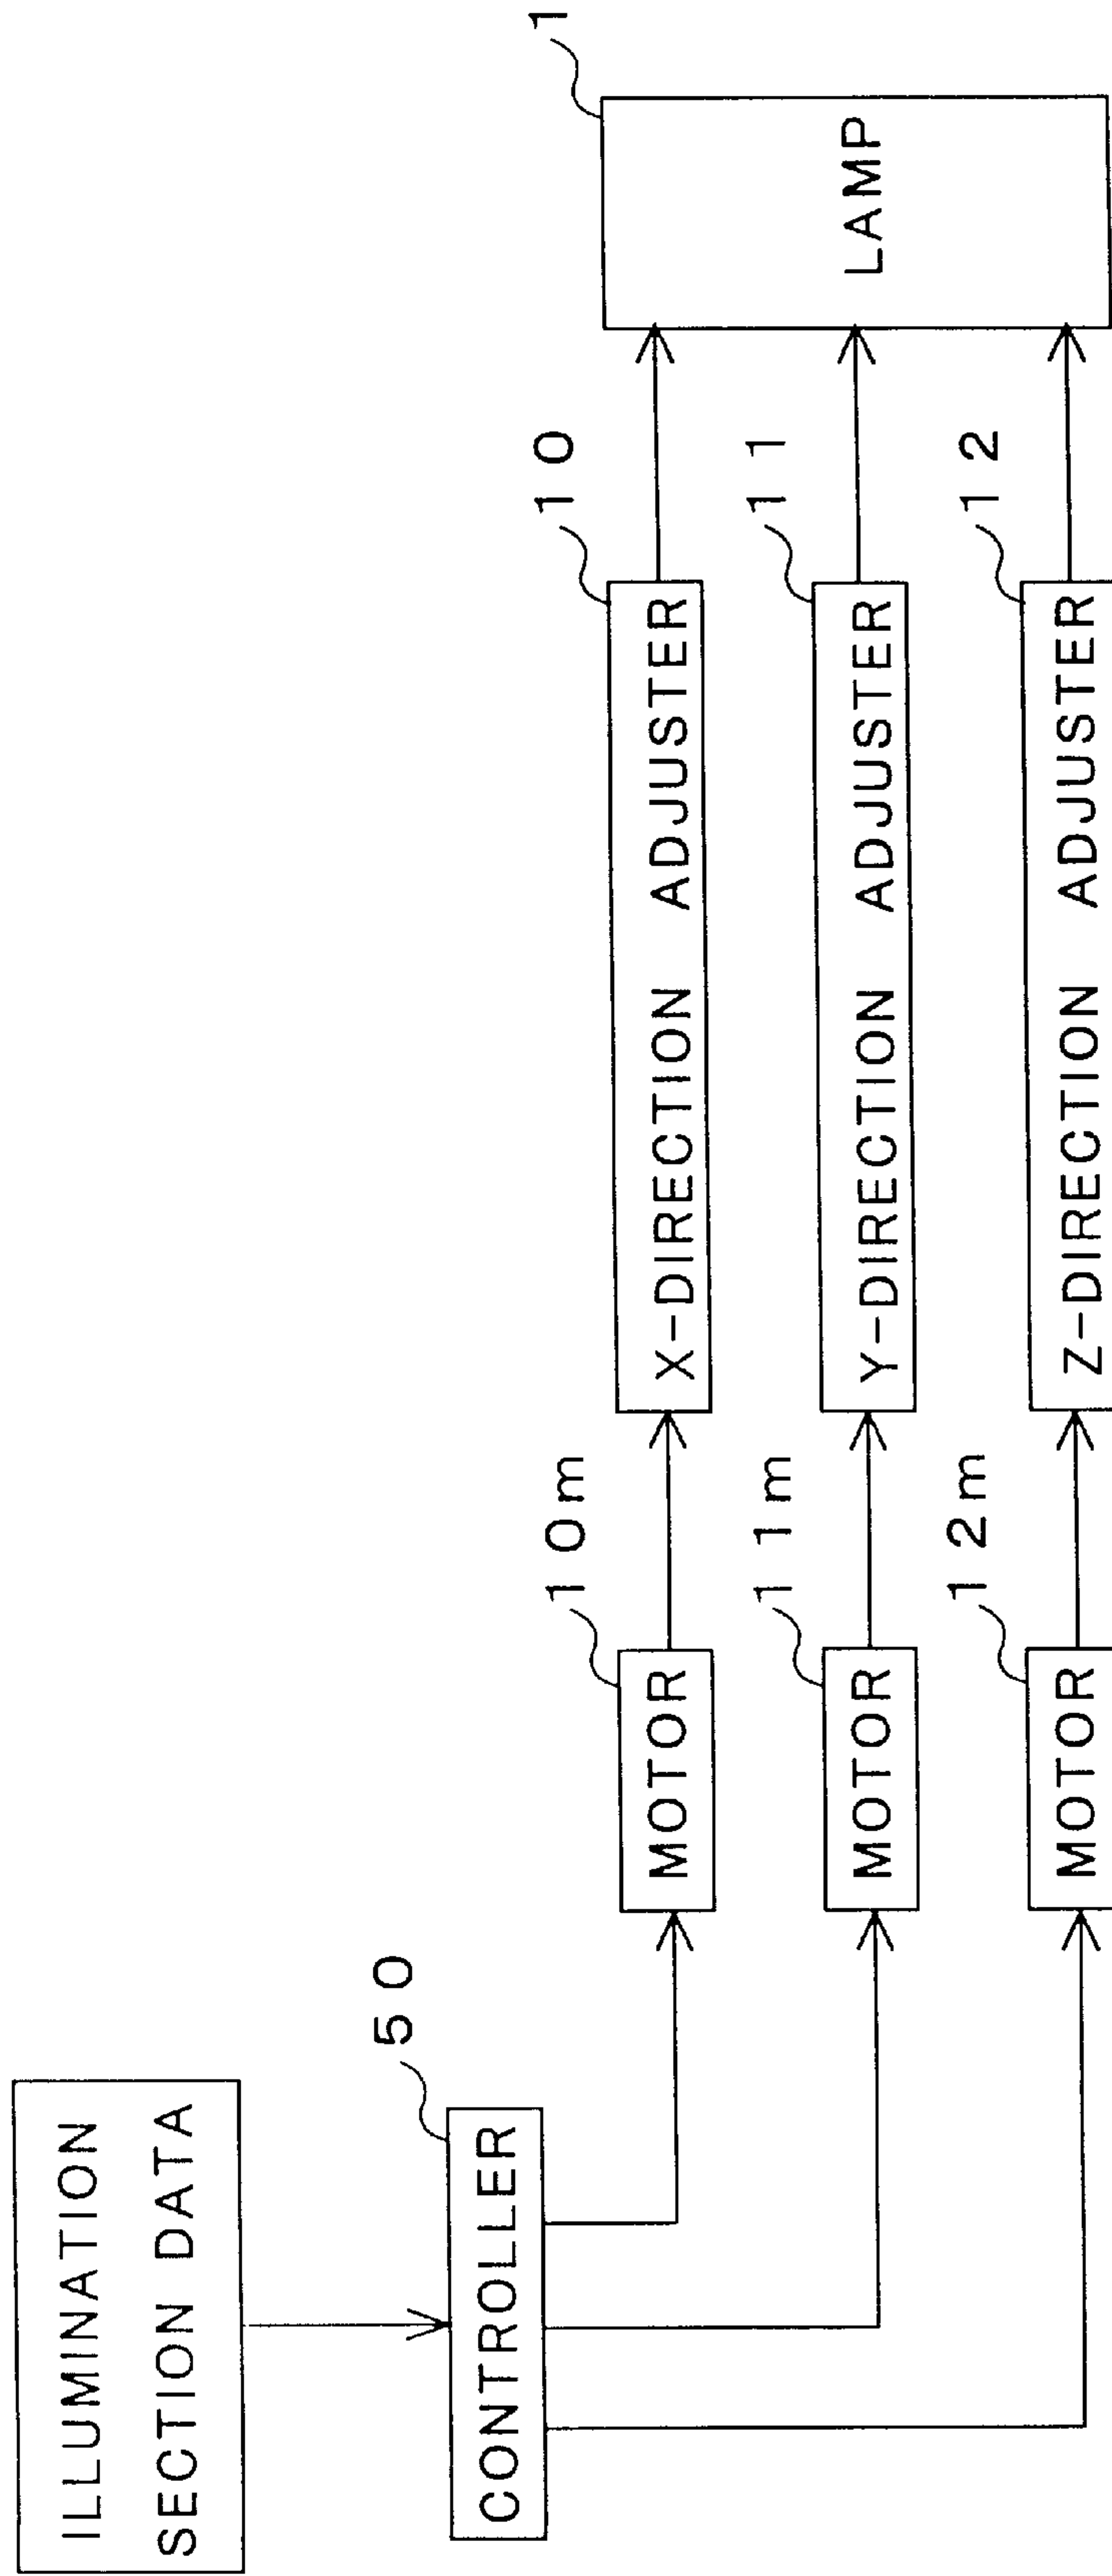 ILLUMINATION
SECTION DATA
50
CONTROLLER
10m
MOTOR
10
X-DIRECTION ADJUSTER
11m
MOTOR
11
Y-DIRECTION ADJUSTER
12m
MOTOR
12
Z-DIRECTION ADJUSTER
1
LAMP